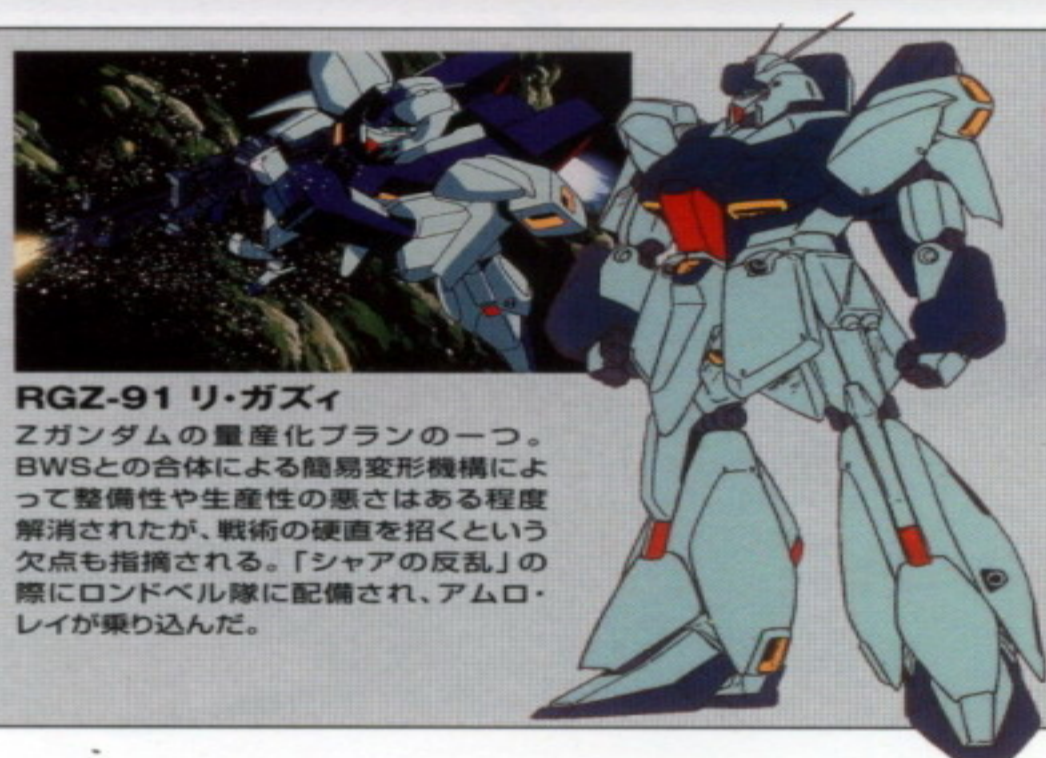 RGZ-91 リ・ガズィ
Zガンダムの量産化プランの一つ。
BWSとの合体による簡易変形機構によ
って整備性や生産性の悪さはある程度
解消されたが、戦術の硬直を招くという
欠点も指摘される。「シャアの反乱」の
際にロンドベル隊に配備され、アムロ・
レイが乗り込んだ。